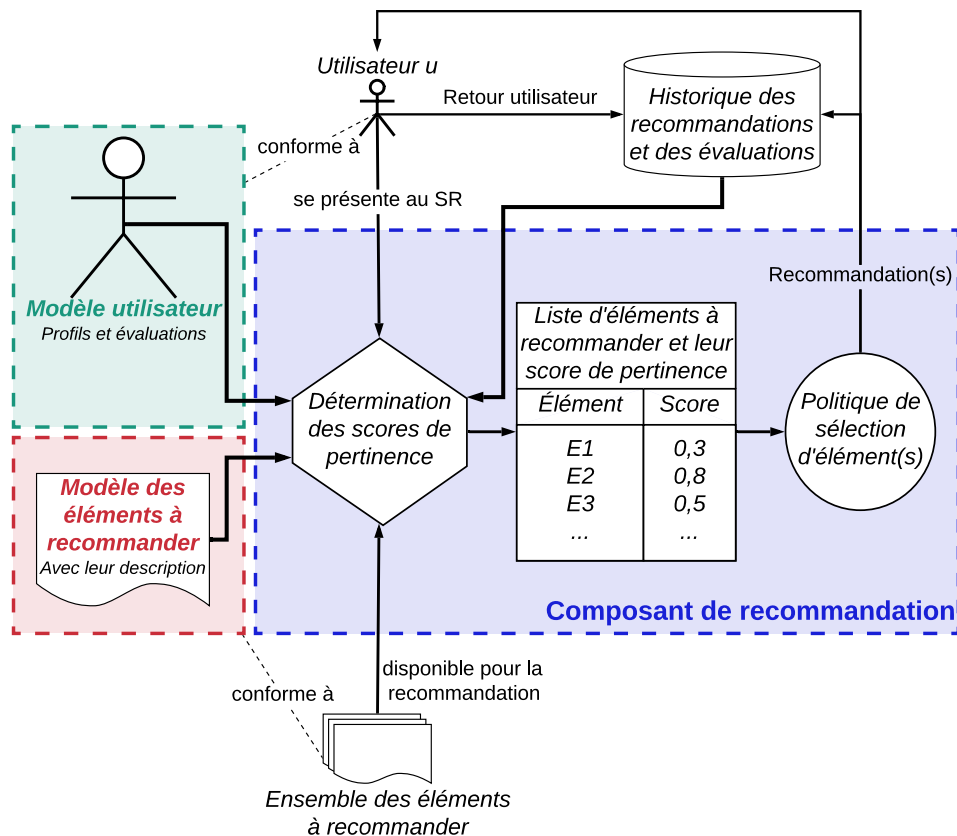 Utilisateur u
Retour utilisateur
Historique des
recommandations
et des évaluations
conforme à
se présente au SR
Modèle utilisateur
Profils et évaluations
Recommandation(s)
Liste d'éléments à
recommander et leur
score de pertinence
Élément Score
E1 0,3
E2 0,8
E3 0,5
... ...
Détermination
des scores de
pertinence
Politique de
sélection
d'élément(s)
Modèle des
éléments à
recommander
Avec leur description
Composant de recommandation
disponible pour la
recommandation
conforme à
Ensemble des éléments
à recommander